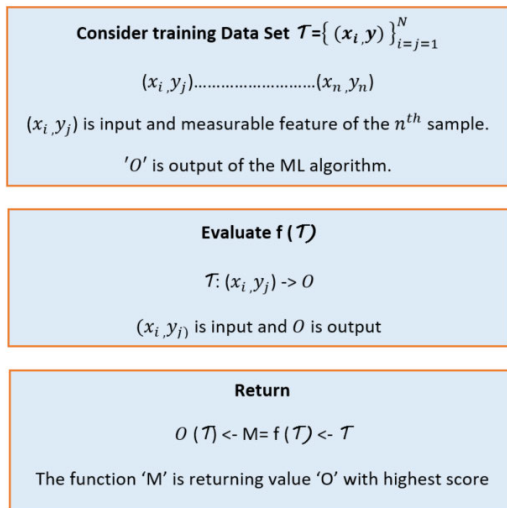 Consider training Data Set 𝒯={ (xᵢ,y) }ᴺᵢ₌ⱼ₌₁
(xᵢ,yⱼ)...........................(xₙ,yₙ)
(xᵢ,yⱼ) is input and measurable feature of the nᵗʰ sample.
'O' is output of the ML algorithm.
Evaluate f (𝒯)
𝒯: (xᵢ,yⱼ) -> O
(xᵢ,yⱼ) is input and O is output
Return
O (𝒯) <- M= f (𝒯) <- 𝒯
The function 'M' is returning value 'O' with highest score